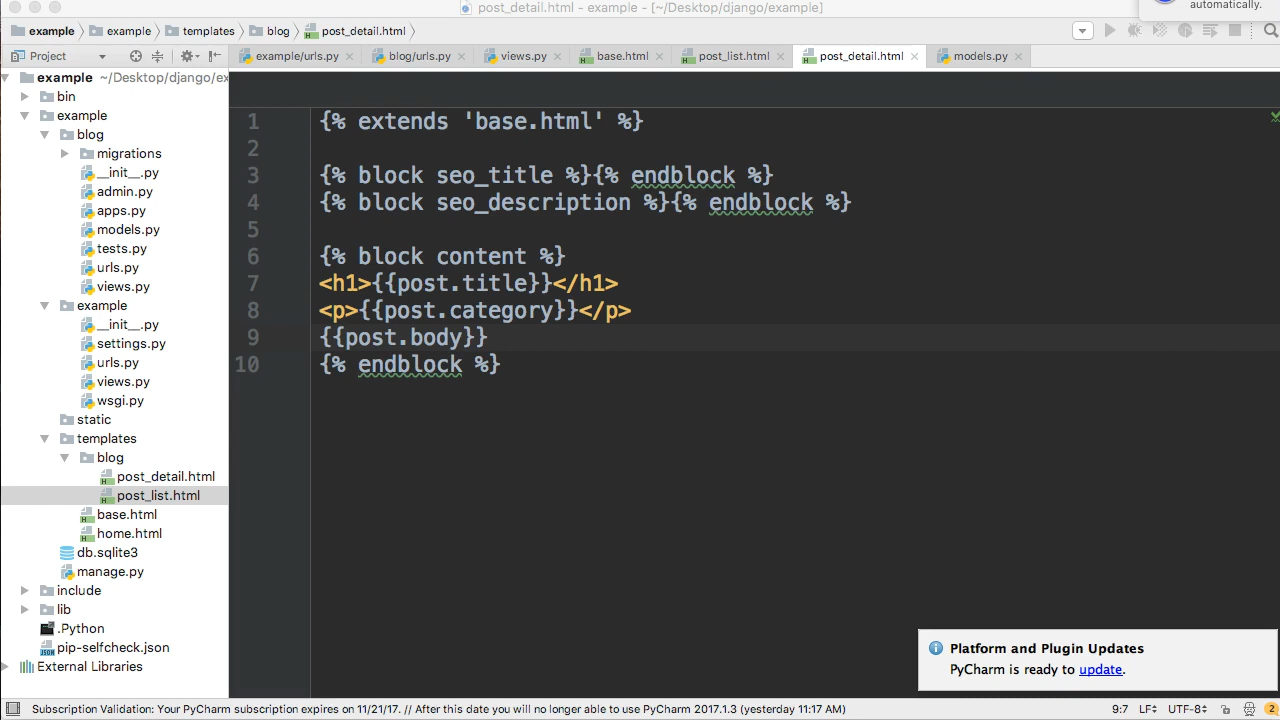 post_detail.html - example - [~/Desktop/django/example]
automatically.
example example templates blog post_detail.html
Project
example/urls.py blog/urls.py views.py base.html post_list.html post_detail.html models.py
example ~/Desktop/django/ex
bin
example
blog
migrations
__init__.py
admin.py
apps.py
models.py
tests.py
urls.py
views.py
example
__init__.py
settings.py
urls.py
views.py
wsgi.py
static
templates
blog
post_detail.html
post_list.html
base.html
home.html
db.sqlite3
manage.py
include
lib
.Python
pip-selfcheck.json
External Libraries
1 {% extends 'base.html' %}
2
3 {% block seo_title %}{% endblock %}
4 {% block seo_description %}{% endblock %}
5
6 {% block content %}
7 <h1>{{post.title}}</h1>
8 <p>{{post.category}}</p>
9 {{post.body}}
10 {% endblock %}
Platform and Plugin Updates
PyCharm is ready to update.
Subscription Validation: Your PyCharm subscription expires on 11/21/17. // After this date you will no longer able to use PyCharm 2017.1.3 (yesterday 11:17 AM) 9:7 LF UTF-8 2